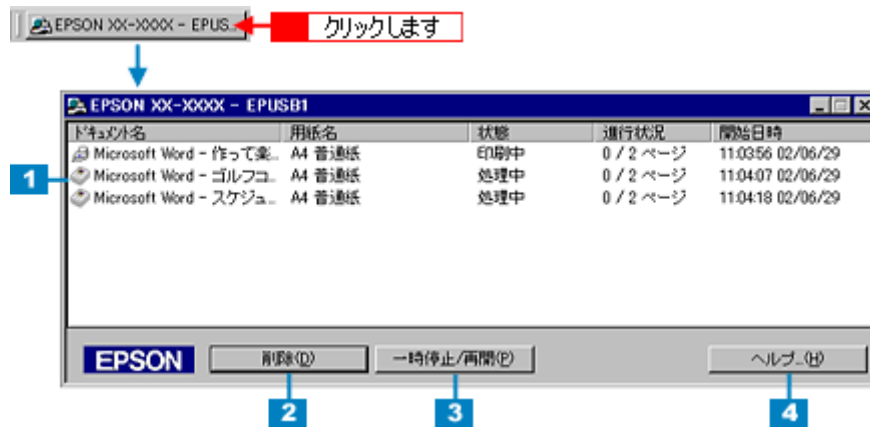 EPSON XX-XXXX - EPUS...
クリックします
EPSON XX-XXXX - EPUSB1
ドキュメント名 用紙名 状態 進行状況 開始日時
Microsoft Word - 作って楽... A4 普通紙 印刷中 0 / 2 ページ 11:03:56 02/06/29
1
Microsoft Word - ゴルフコ... A4 普通紙 処理中 0 / 2 ページ 11:04:07 02/06/29
Microsoft Word - スケジュ... A4 普通紙 処理中 0 / 2 ページ 11:04:18 02/06/29
EPSON 削除(D) 一時停止/再開(P) ヘルプ...(H)
2 3 4